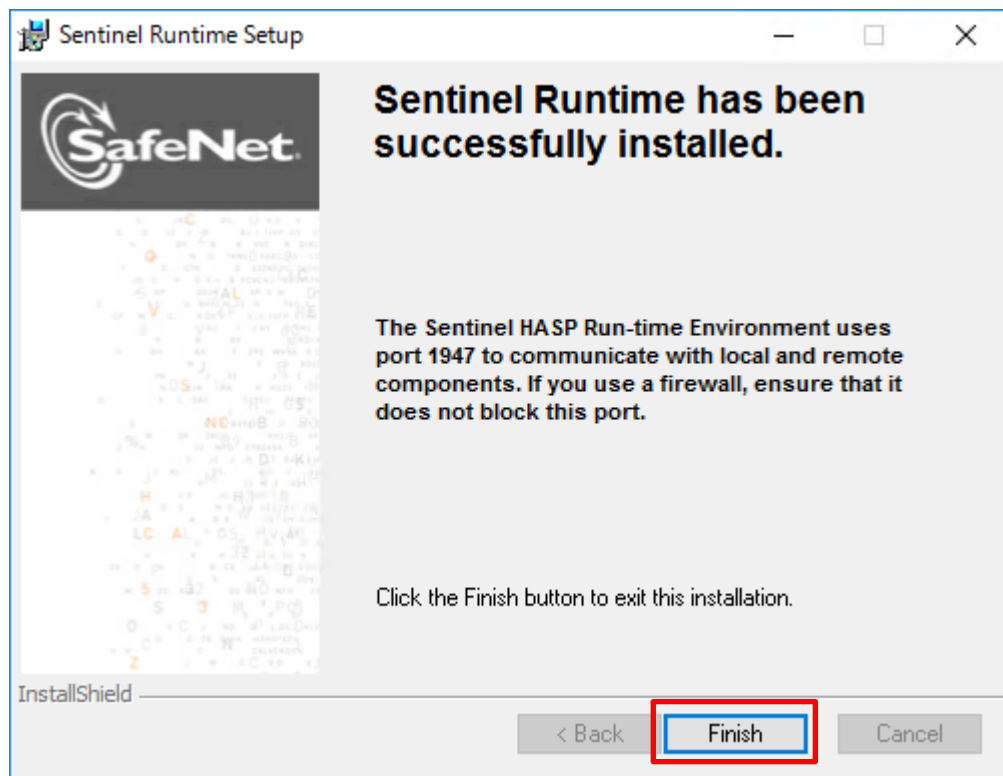 Sentinel Runtime Setup
SafeNet.
Sentinel Runtime has been
successfully installed.
The Sentinel HASP Run-time Environment uses
port 1947 to communicate with local and remote
components. If you use a firewall, ensure that it
does not block this port.
Click the Finish button to exit this installation.
InstallShield
< Back
Finish
Cancel